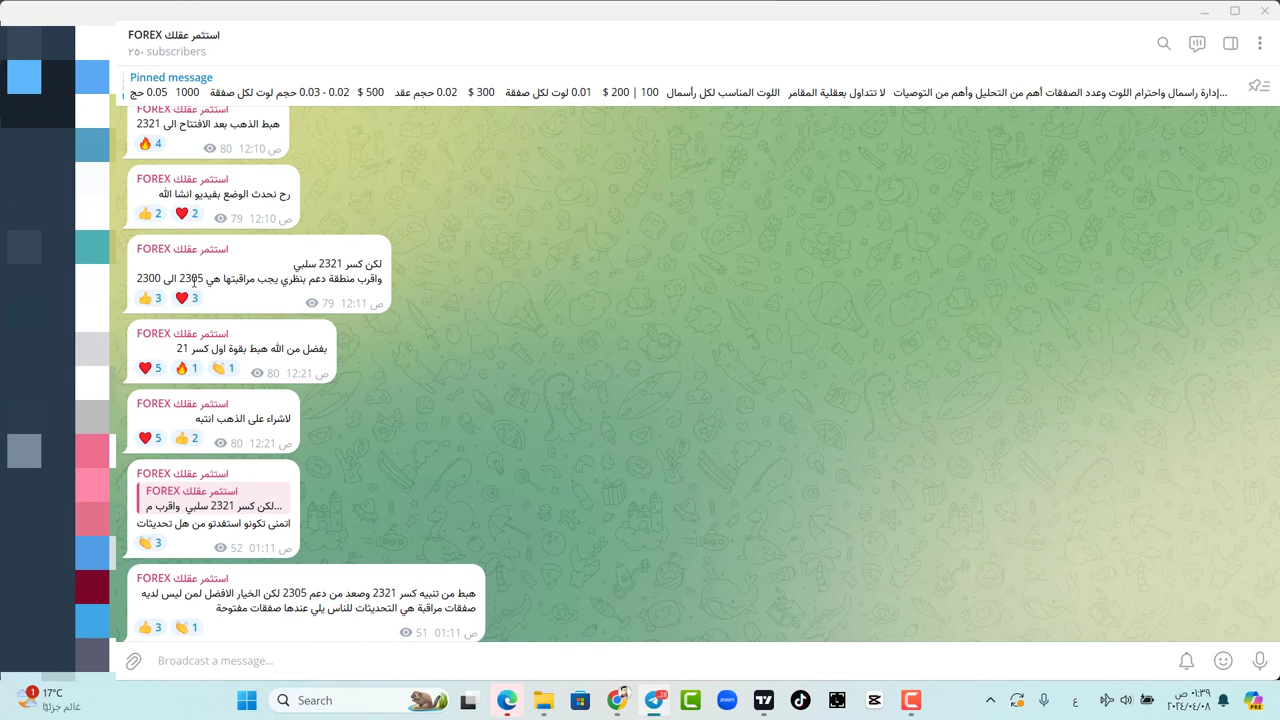 FOREX استثمر عقلك
٢٥٠ subscribers
Pinned message
إدارة راسمال واحترام اللوت وعدد الصفقات أهم من التحليل وأهم من التوصيات    لا تتداول بعقلية المقامر    اللوت المناسب لكل رأسمال    100 | 200 $    0.01 لوت لكل صفقة    300 $    0.02 حجم عقد    500 $    0.02 - 0.03 حجم لوت لكل صفقة    1000    0.05 حج...
FOREX استثمر عقلك
هبط الذهب بعد الافتتاح الى 2321
4
80 12:10 ص
FOREX استثمر عقلك
رح نحدث الوضع بفيديو انشا الله
2 2
79 12:10 ص
FOREX استثمر عقلك
لكن كسر 2321 سلبي
واقرب منطقة دعم بنظري يجب مراقبتها هي 2305 الى 2300
3 3
79 12:11 ص
FOREX استثمر عقلك
بفضل من الله هبط بقوة اول كسر 21
5 1 1
80 12:21 ص
FOREX استثمر عقلك
لاشراء على الذهب انتبه
5 2
80 12:21 ص
FOREX استثمر عقلك
FOREX استثمر عقلك
لكن كسر 2321 سلبي واقرب م...
اتمنى تكونو استفدتو من هل تحديثات
3
52 01:11 ص
FOREX استثمر عقلك
هبط من تنبيه كسر 2321 وصعد من دعم 2305 لكن الخيار الافضل لمن ليس لديه
صفقات مراقبة هي التحديثات للناس يلي عندها صفقات مفتوحة
3 1
51 01:11 ص
Broadcast a message...
1
17°C
غائم جزئيًا
Search
28
zoom
ع
٠١:٣٩ ص
٢٠٢٤/٠٤/٠٨
PRE